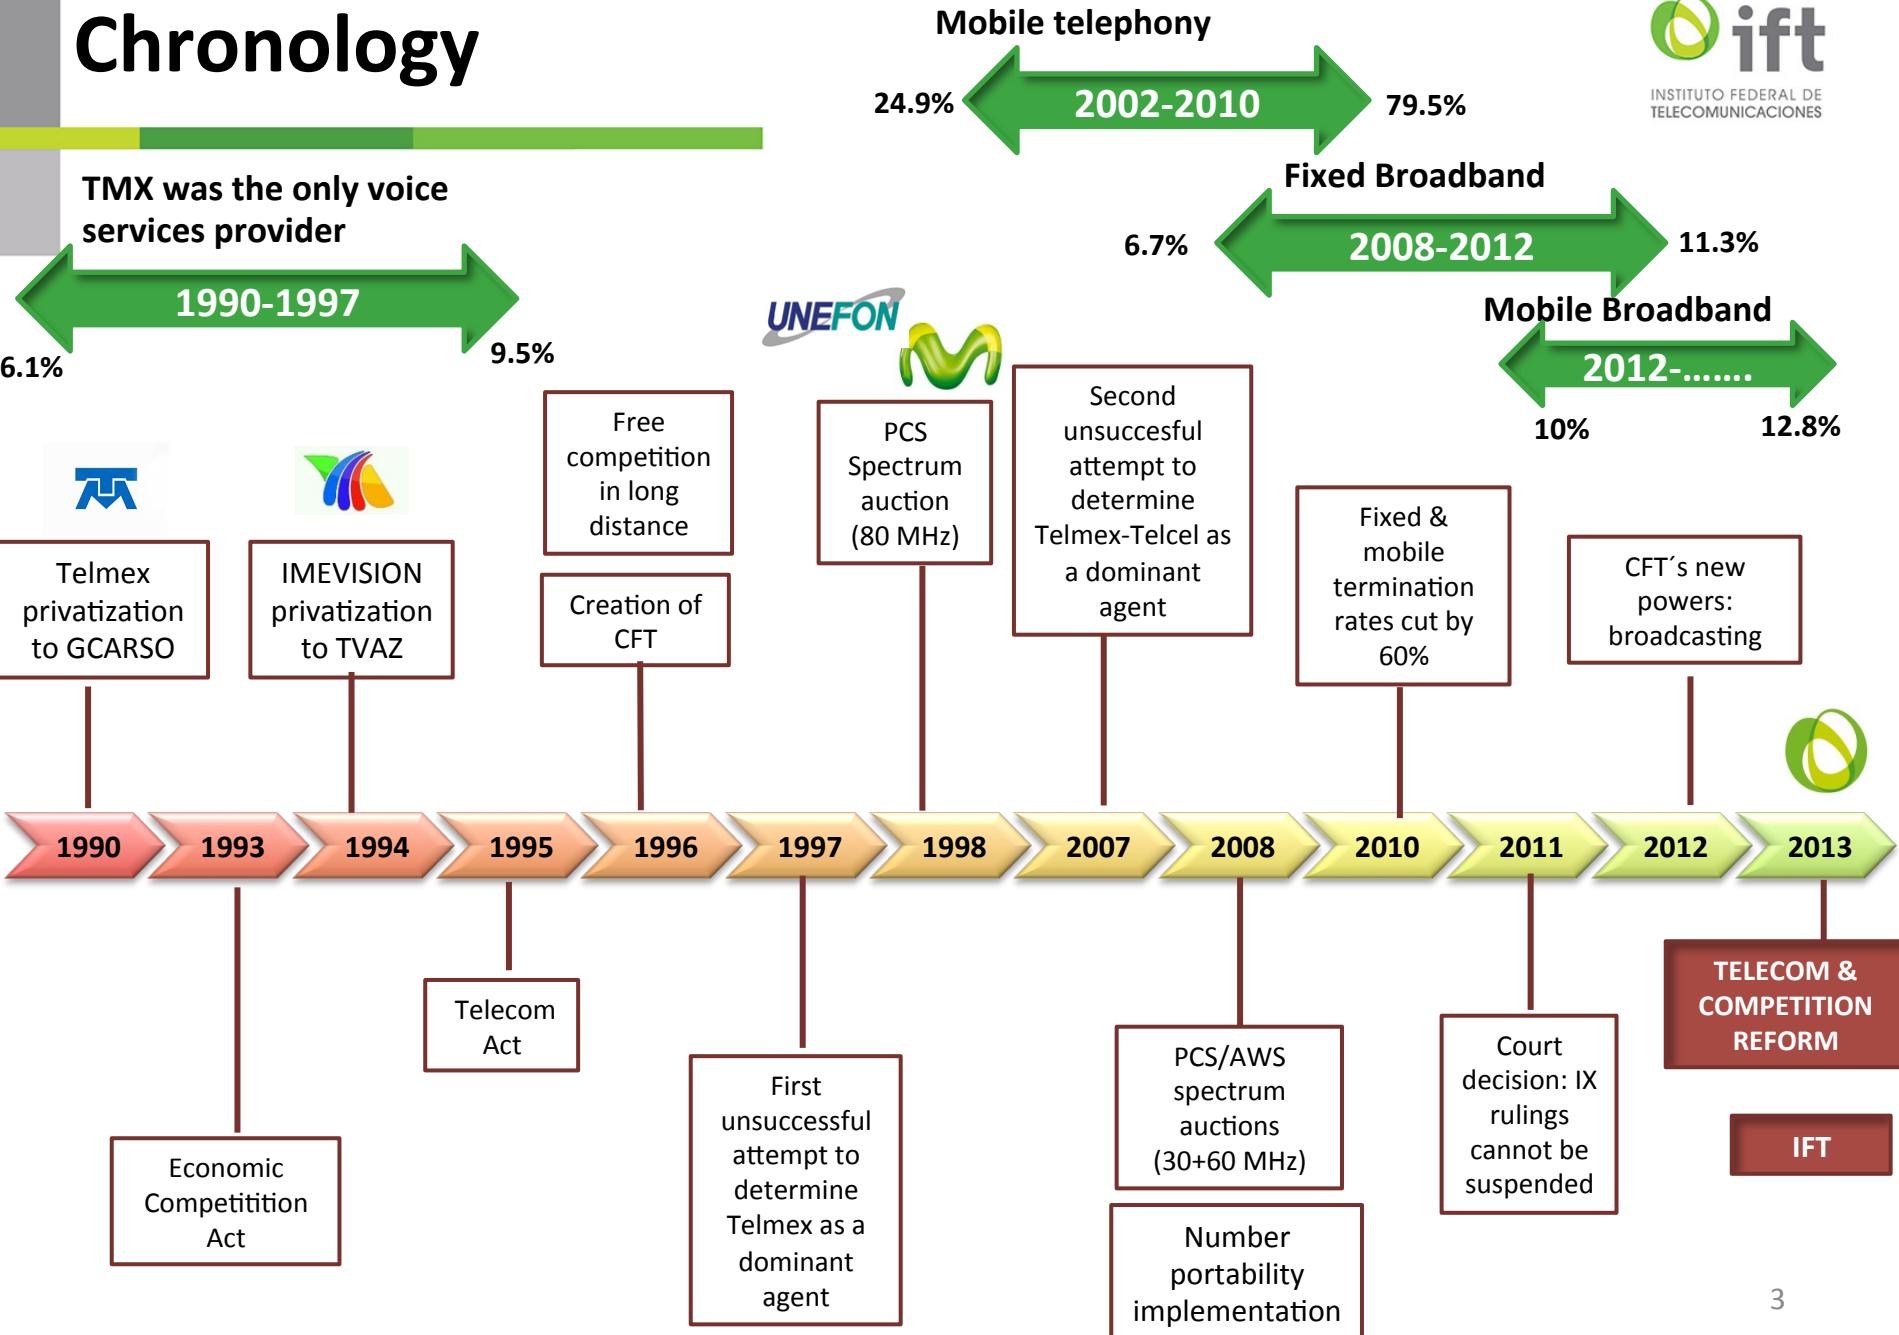 Chronology
Mobile telephony
24.9%
2002-2010
79.5%
ift
INSTITUTO FEDERAL DE
TELECOMUNICACIONES
TMX was the only voice
services provider
1990-1997
6.1%
9.5%
Fixed Broadband
6.7%
2008-2012
11.3%
Mobile Broadband
2012-.......
10%
12.8%
UNEFON
Telmex
privatization
to GCARSO
IMEVISION
privatization
to TVAZ
Free
competition
in long
distance
Creation of
CFT
PCS
Spectrum
auction
(80 MHz)
Second
unsuccesful
attempt to
determine
Telmex-Telcel as
a dominant
agent
Fixed &
mobile
termination
rates cut by
60%
CFT´s new
powers:
broadcasting
1990
1993
1994
1995
1996
1997
1998
2007
2008
2010
2011
2012
2013
Economic
Competitition
Act
Telecom
Act
First
unsuccessful
attempt to
determine
Telmex as a
dominant
agent
PCS/AWS
spectrum
auctions
(30+60 MHz)
Number
portability
implementation
Court
decision: IX
rulings
cannot be
suspended
TELECOM &
COMPETITION
REFORM
IFT
3